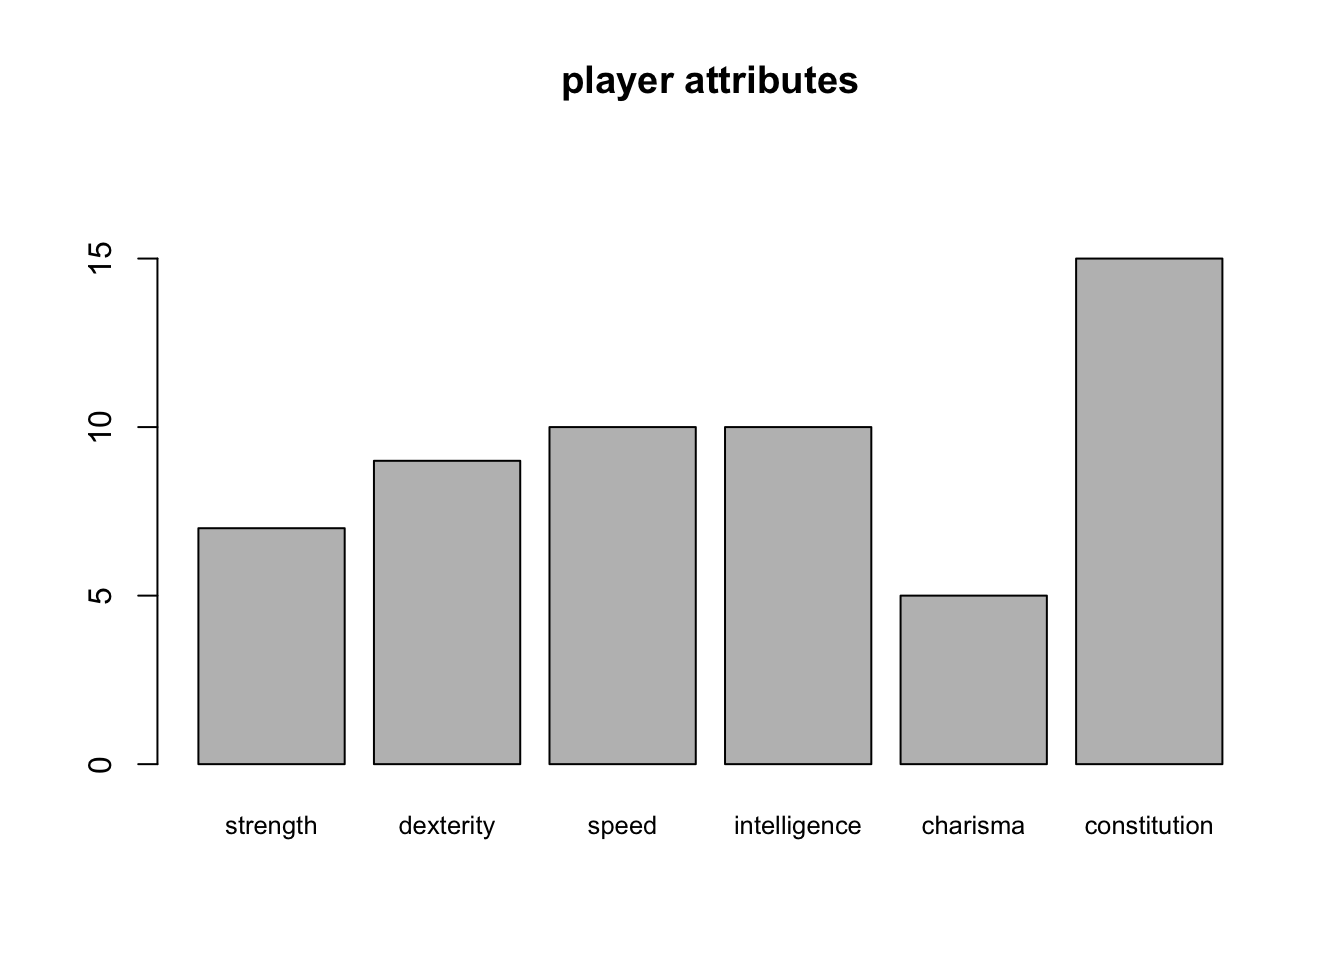 player attributes
15
10
5
0
strength dexterity speed intelligence charisma constitution